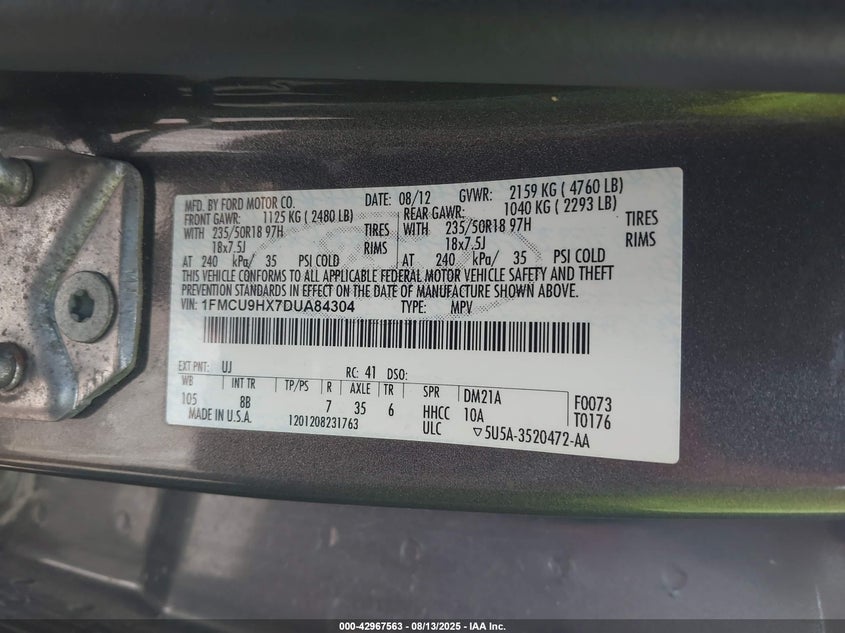 MFD. BY FORD MOTOR CO. DATE: 08/12 GVWR: 2159 KG ( 4760 LB)
FRONT GAWR: 1125 KG ( 2480 LB) REAR GAWR: 1040 KG ( 2293 LB)
WITH 235/50R18 97H WITH 235/50R18 97H TIRES
18x7.5J 18x7.5J RIMS
AT 240 kPa/ 35 PSI COLD AT 240 kPa/ 35 PSI COLD
THIS VEHICLE CONFORMS TO ALL APPLICABLE FEDERAL MOTOR VEHICLE SAFETY AND THEFT
PREVENTION STANDARDS IN EFFECT ON THE DATE OF MANUFACTURE SHOWN ABOVE.
VIN: 1FMCU9HX7DUA84304 TYPE: MPV
EXT PNT: UJ RC: 41 DSO:
WB INT TR TP/PS R AXLE TR SPR DM21A F0073
105 8B 7 35 6 HHCC 10A T0176
MADE IN U.S.A. 1201208231763 ULC ▽5U5A-3520472-AA
TIRES
RIMS
000-42967563 - 08/13/2025 - IAA Inc.